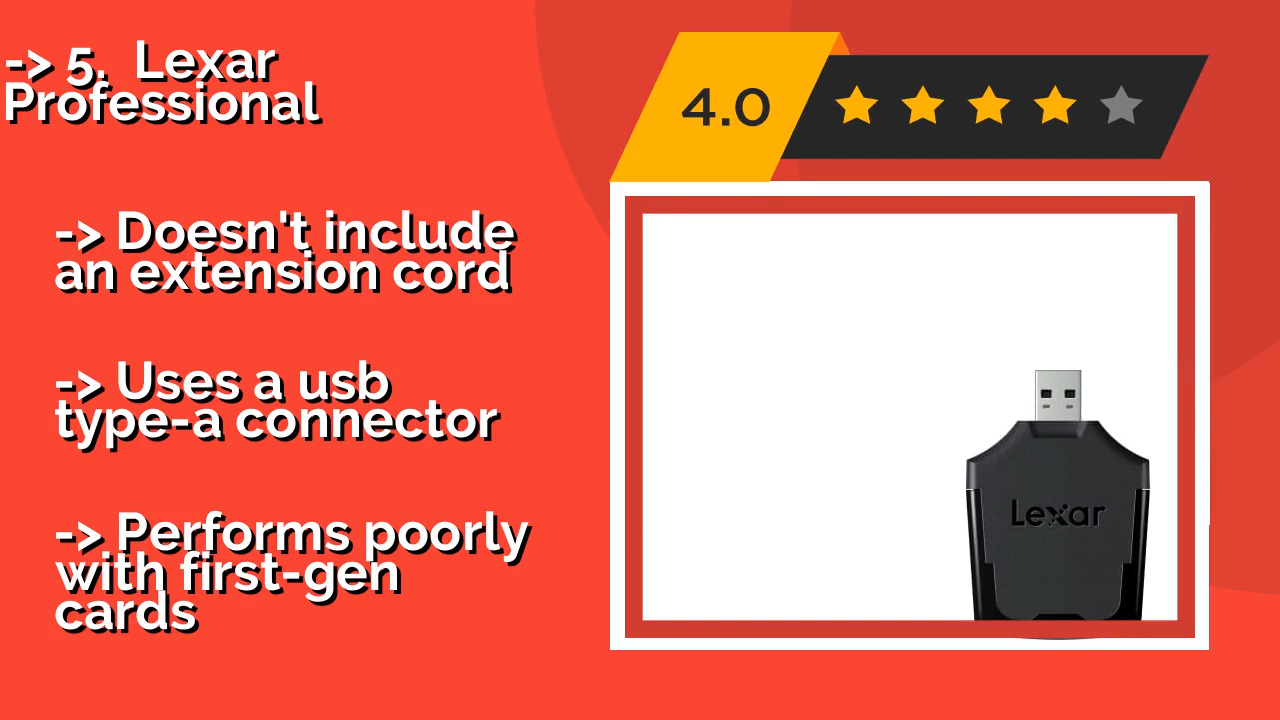 -> 5.  Lexar
Professional
4.0
-> Doesn't include
an extension cord
-> Uses a usb
type-a connector
-> Performs poorly
with first-gen
cards
Lexar